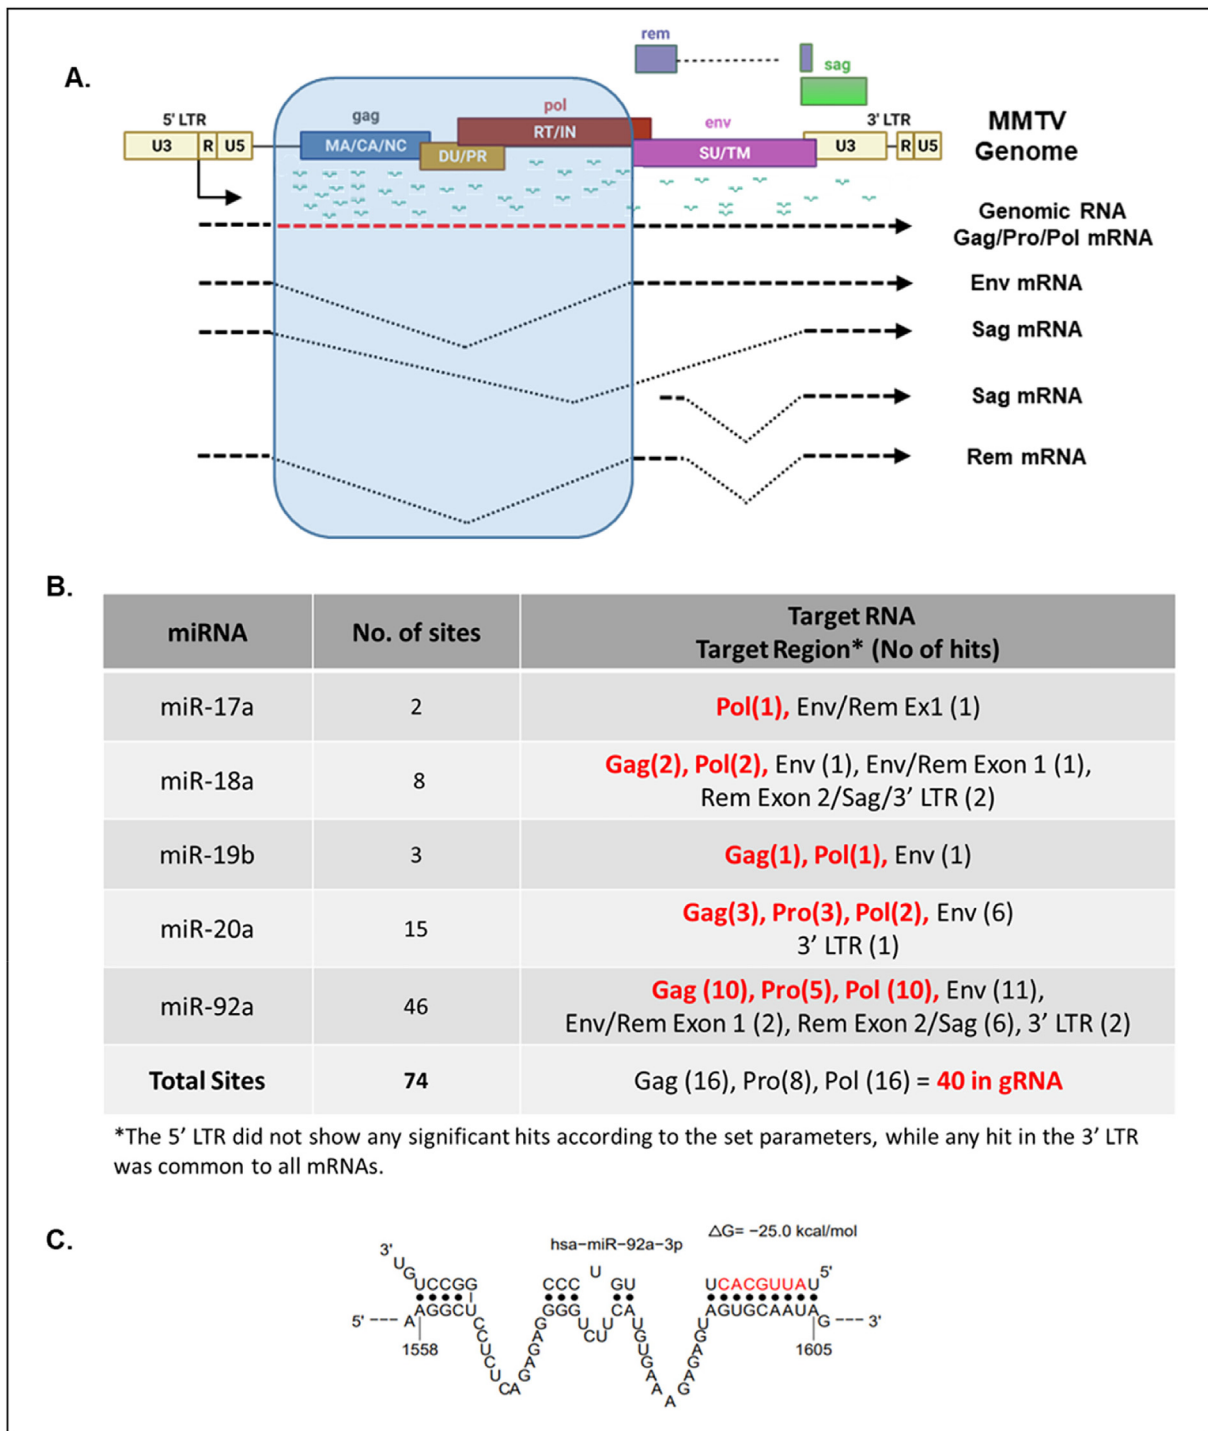 A.
rem
sag
5' LTR
gag
pol
env
3' LTR
U3 R U5
MA/CA/NC
DU/PR
RT/IN
SU/TM
U3
R U5
MMTV
Genome
Genomic RNA
Gag/Pro/Pol mRNA
Env mRNA
Sag mRNA
Sag mRNA
Rem mRNA
B.
miRNA
No. of sites
Target RNA
Target Region* (No of hits)
miR-17a
2
Pol(1), Env/Rem Ex1 (1)
miR-18a
8
Gag(2), Pol(2), Env (1), Env/Rem Exon 1 (1),
Rem Exon 2/Sag/3' LTR (2)
miR-19b
3
Gag(1), Pol(1), Env (1)
miR-20a
15
Gag(3), Pro(3), Pol(2), Env (6)
3' LTR (1)
miR-92a
46
Gag (10), Pro(5), Pol (10), Env (11),
Env/Rem Exon 1 (2), Rem Exon 2/Sag (6), 3' LTR (2)
Total Sites
74
Gag (16), Pro(8), Pol (16) = 40 in gRNA
*The 5' LTR did not show any significant hits according to the set parameters, while any hit in the 3' LTR
was common to all mRNAs.
C.
hsa-miR-92a-3p
ΔG= -25.0 kcal/mol
3'
UGUCCGG CCC U GU UCACGUUAU 5'
5' --- A AGGCUCCUCUCAGAGAGGGUCUCAUGUGAAAGAGAGUAGUGCAAUAG --- 3'
1558
1605